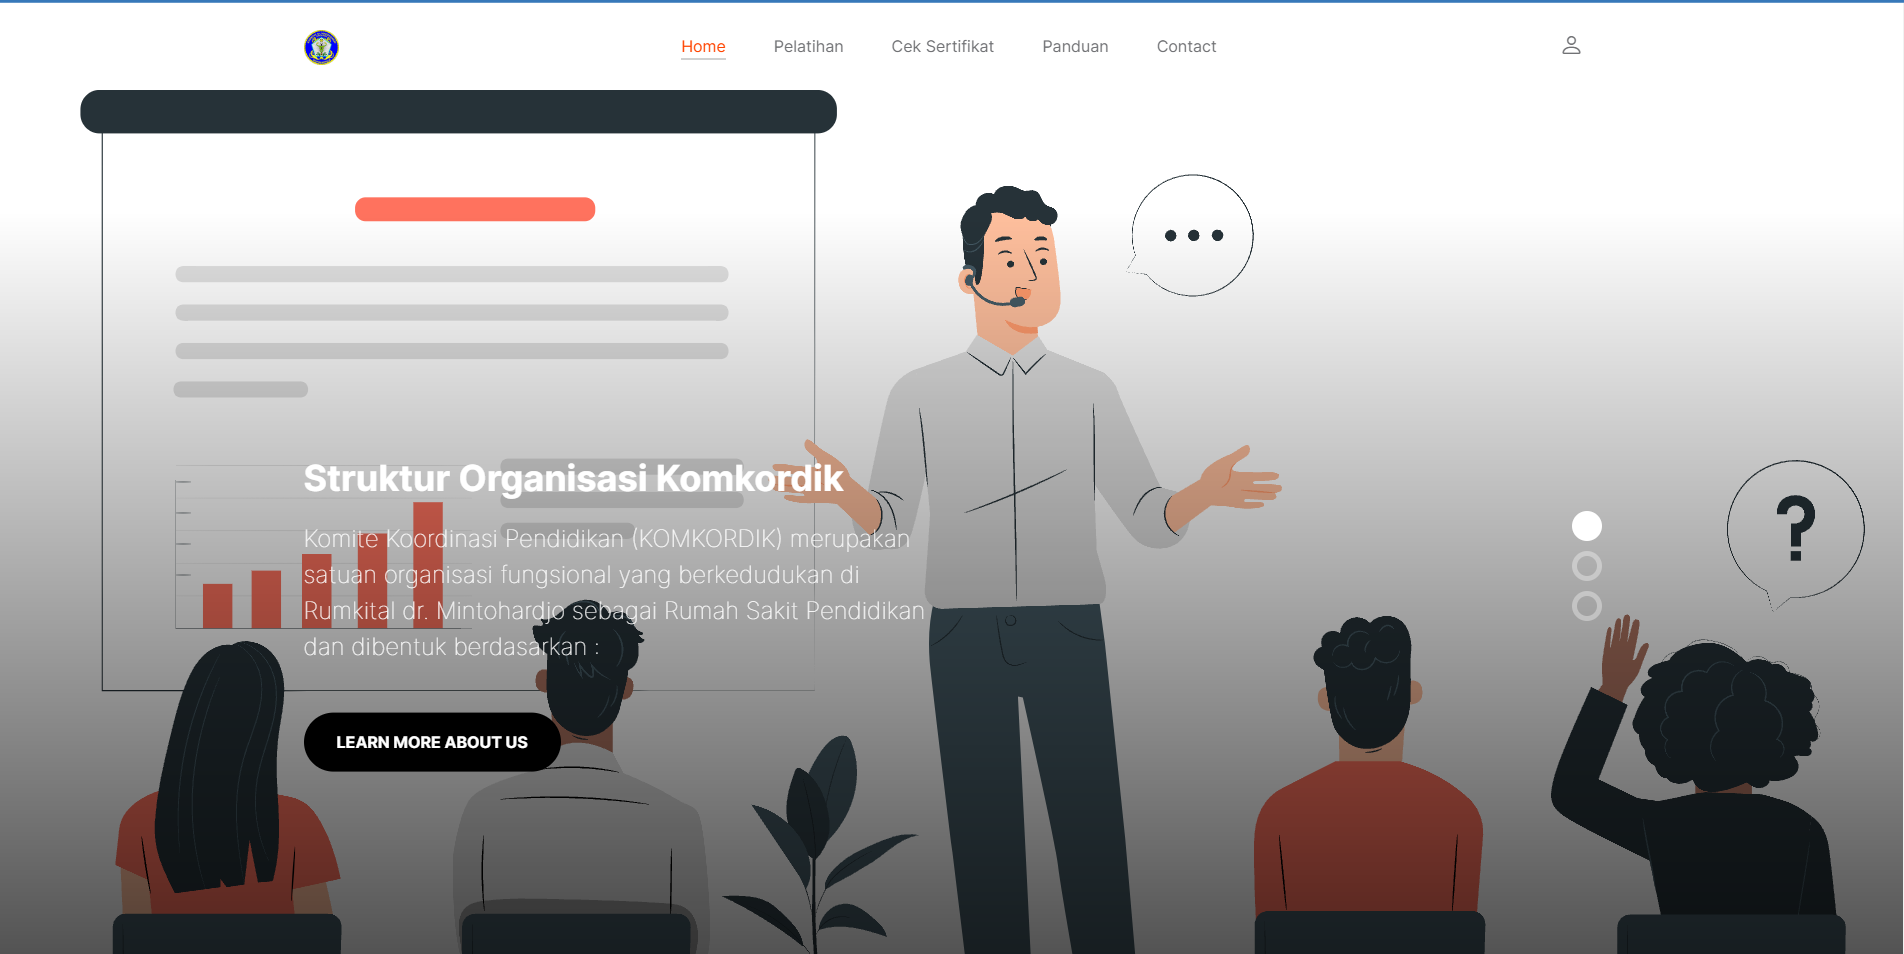 Home Pelatihan Cek Sertifikat Panduan Contact
Struktur Organisasi Komkordik
Komite Koordinasi Pendidikan (KOMKORDIK) merupakan
satuan organisasi fungsional yang berkedudukan di
Rumkital dr. Mintohardjo sebagai Rumah Sakit Pendidikan
dan dibentuk berdasarkan :
LEARN MORE ABOUT US
?